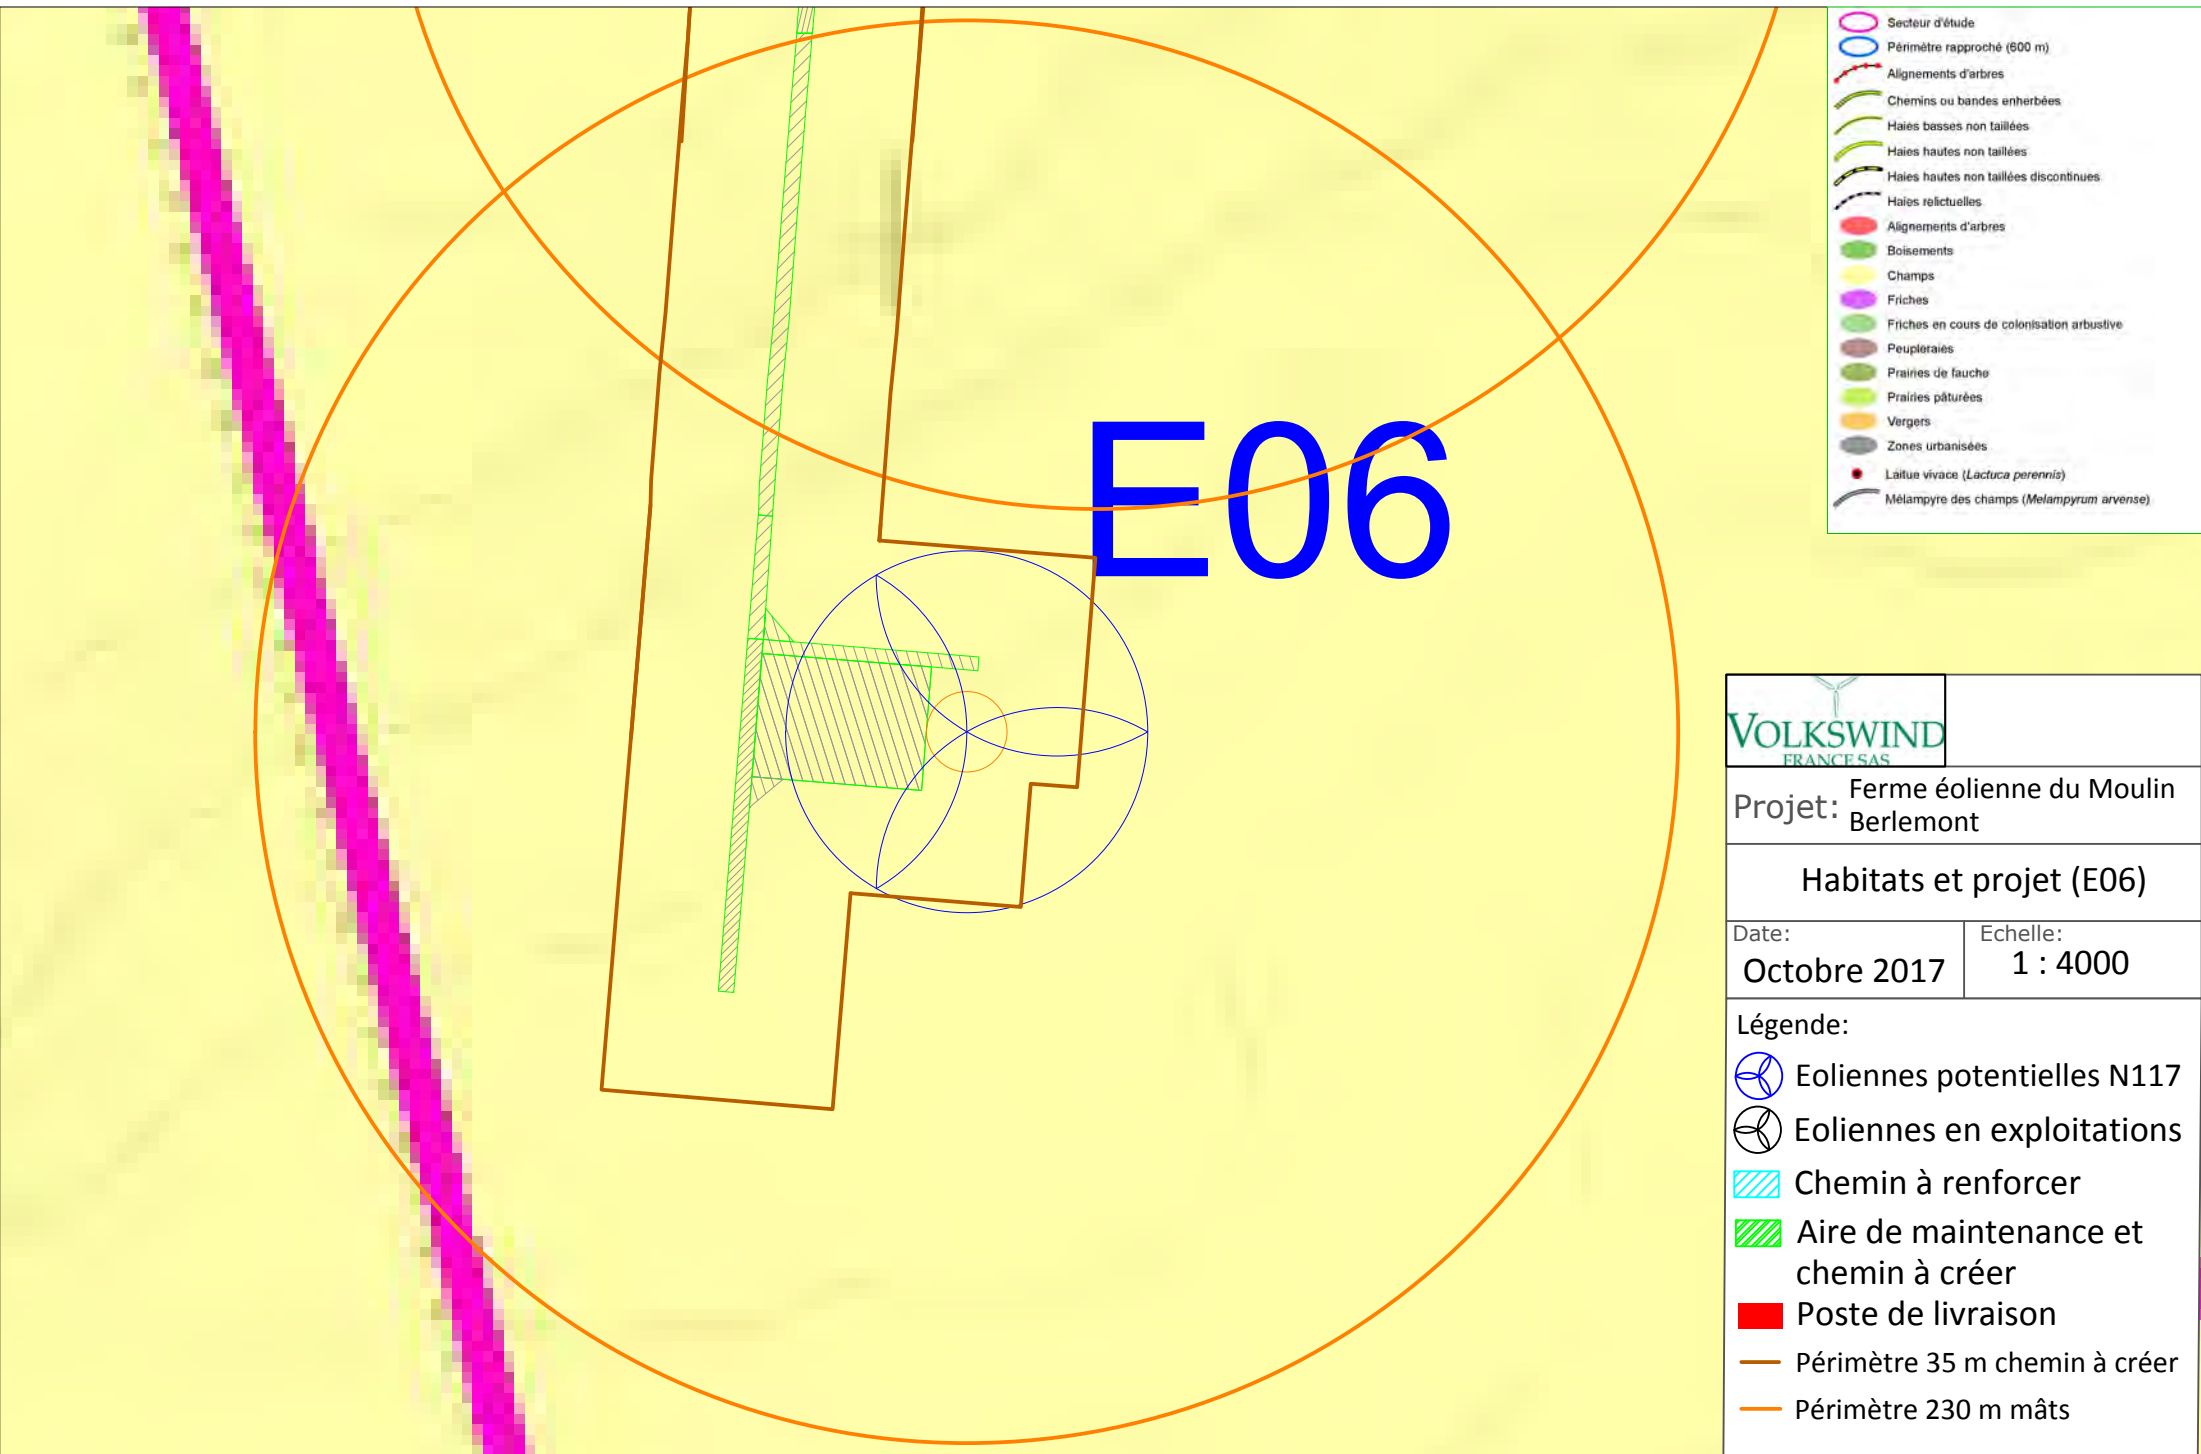 Secteur d'étude
Périmètre rapproché (600 m)
Alignements d'arbres
Chemins ou bandes enherbées
Haies basses non taillées
Haies hautes non taillées
Haies hautes non taillées discontinues
Haies relictuelles
Alignements d'arbres
Boisements
Champs
Friches
Friches en cours de colonisation arbustive
Peupleraies
Prairies de fauche
Prairies pâturées
Vergers
Zones urbanisées
Laitue vivace (Lactuca perennis)
Mélampyre des champs (Melampyrum arvense)
E06
VOLKSWIND
FRANCE SAS
Projet: Ferme éolienne du Moulin
Berlemont
Habitats et projet (E06)
Date: Echelle:
Octobre 2017 1 : 4000
Légende:
Eoliennes potentielles N117
Eoliennes en exploitations
Chemin à renforcer
Aire de maintenance et
chemin à créer
Poste de livraison
Périmètre 35 m chemin à créer
Périmètre 230 m mâts